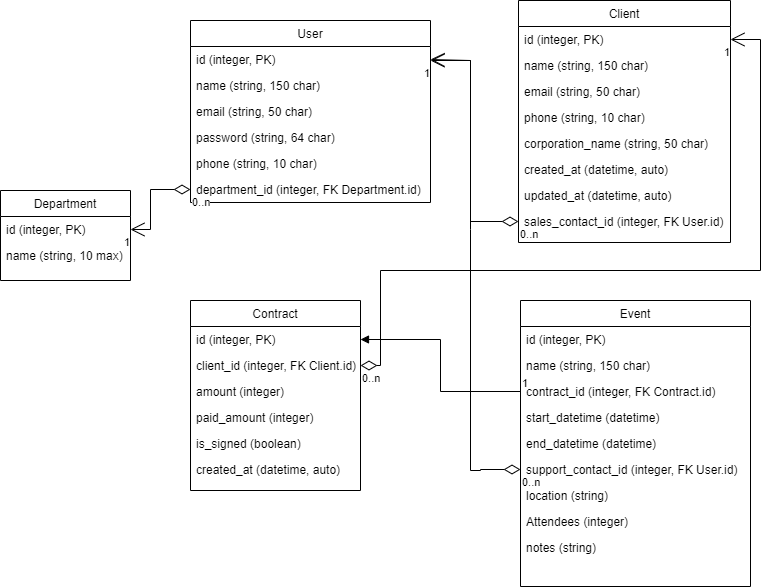 User
id (integer, PK)
1
name (string, 150 char)
email (string, 50 char)
password (string, 64 char)
phone (string, 10 char)
department_id (integer, FK Department.id)
0..n
Client
id (integer, PK)
1
name (string, 150 char)
email (string, 50 char)
phone (string, 10 char)
corporation_name (string, 50 char)
created_at (datetime, auto)
updated_at (datetime, auto)
sales_contact_id (integer, FK User.id)
0..n
Department
id (integer, PK)
1
name (string, 10 max)
Contract
id (integer, PK)
client_id (integer, FK Client.id)
0..n
amount (integer)
paid_amount (integer)
is_signed (boolean)
created_at (datetime, auto)
Event
id (integer, PK)
name (string, 150 char)
1
contract_id (integer, FK Contract.id)
start_datetime (datetime)
end_datetime (datetime)
support_contact_id (integer, FK User.id)
0..n
location (string)
Attendees (integer)
notes (string)